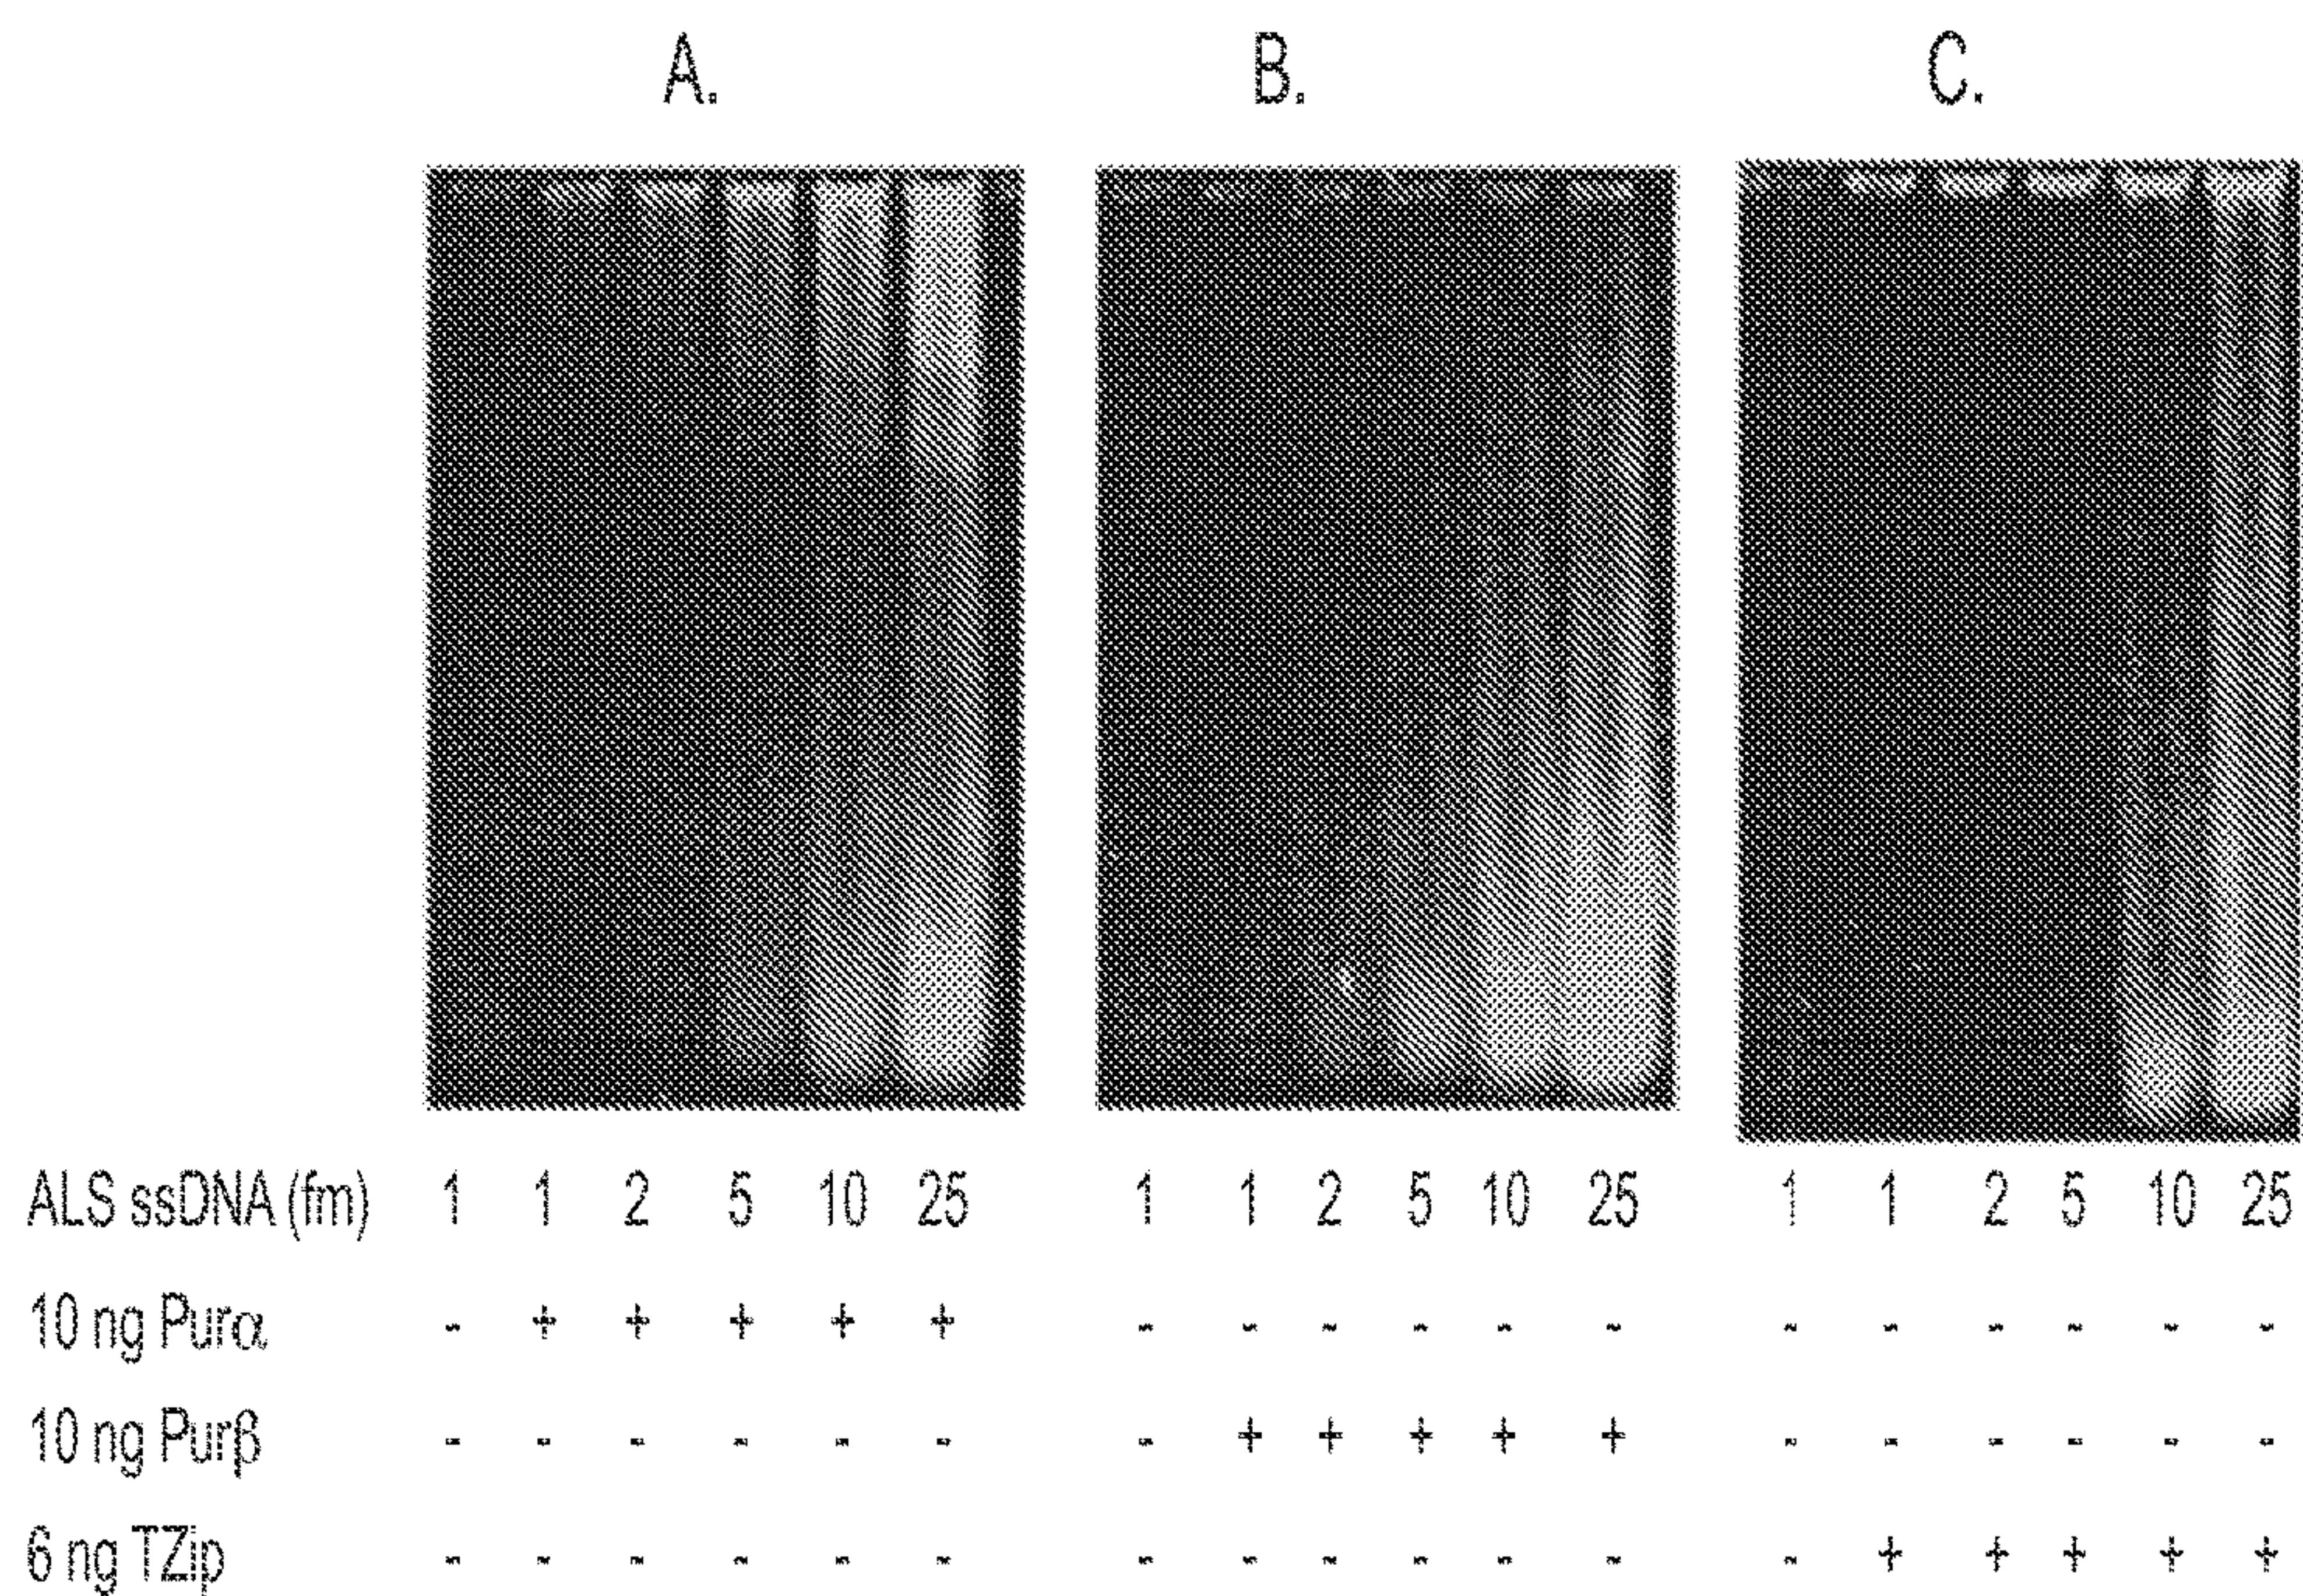 A. B. C.
ALS ssDNA (fm) 1 1 2 5 10 25 1 1 2 5 10 25 1 1 2 5 10 25
10 ng Purα - + + + + + - - - - - - - - - - - -
10 ng Purβ - - - - - - - + + + + + - - - - - -
6 ng TZip - - - - - - - - - - - - - + + + + +